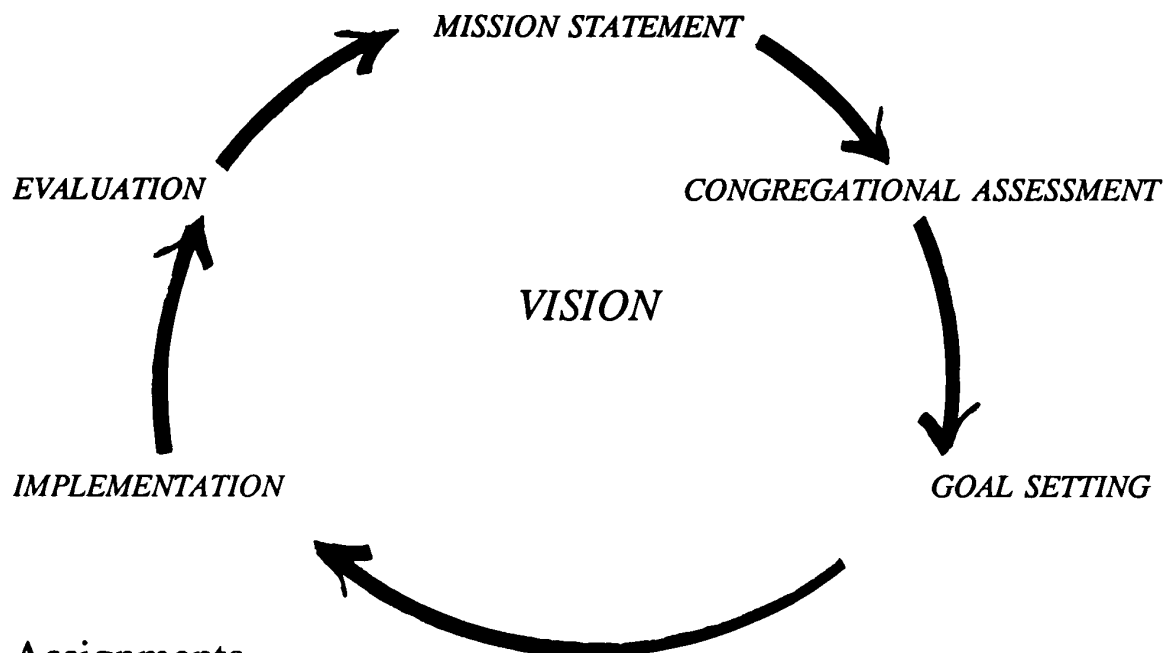 MISSION STATEMENT
EVALUATION
CONGREGATIONAL ASSESSMENT
VISION
IMPLEMENTATION
GOAL SETTING
Assignments